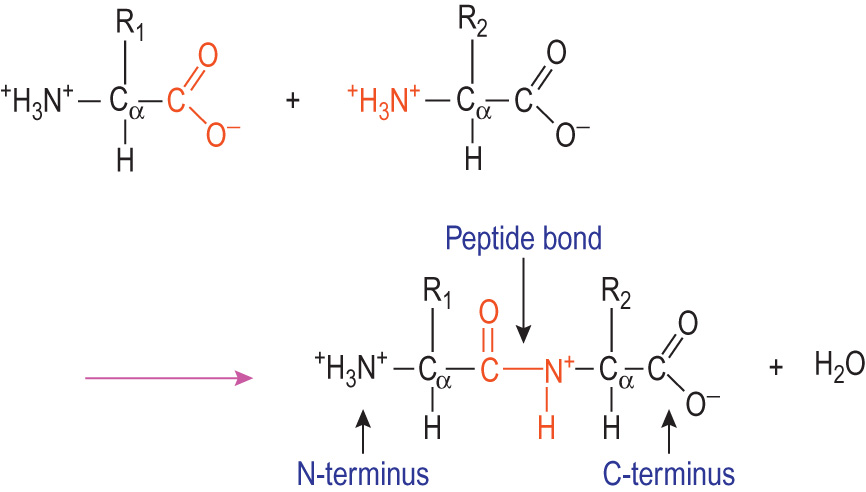 R₁ R₂
⁺H₃N⁺ – Cα – C O O⁻ + ⁺H₃N⁺ – Cα – C O O⁻
H H
Peptide bond
R₁ O R₂
⁺H₃N⁺ – Cα – C – N⁺ – Cα – C O O⁻ + H₂O
H H H
N-terminus C-terminus